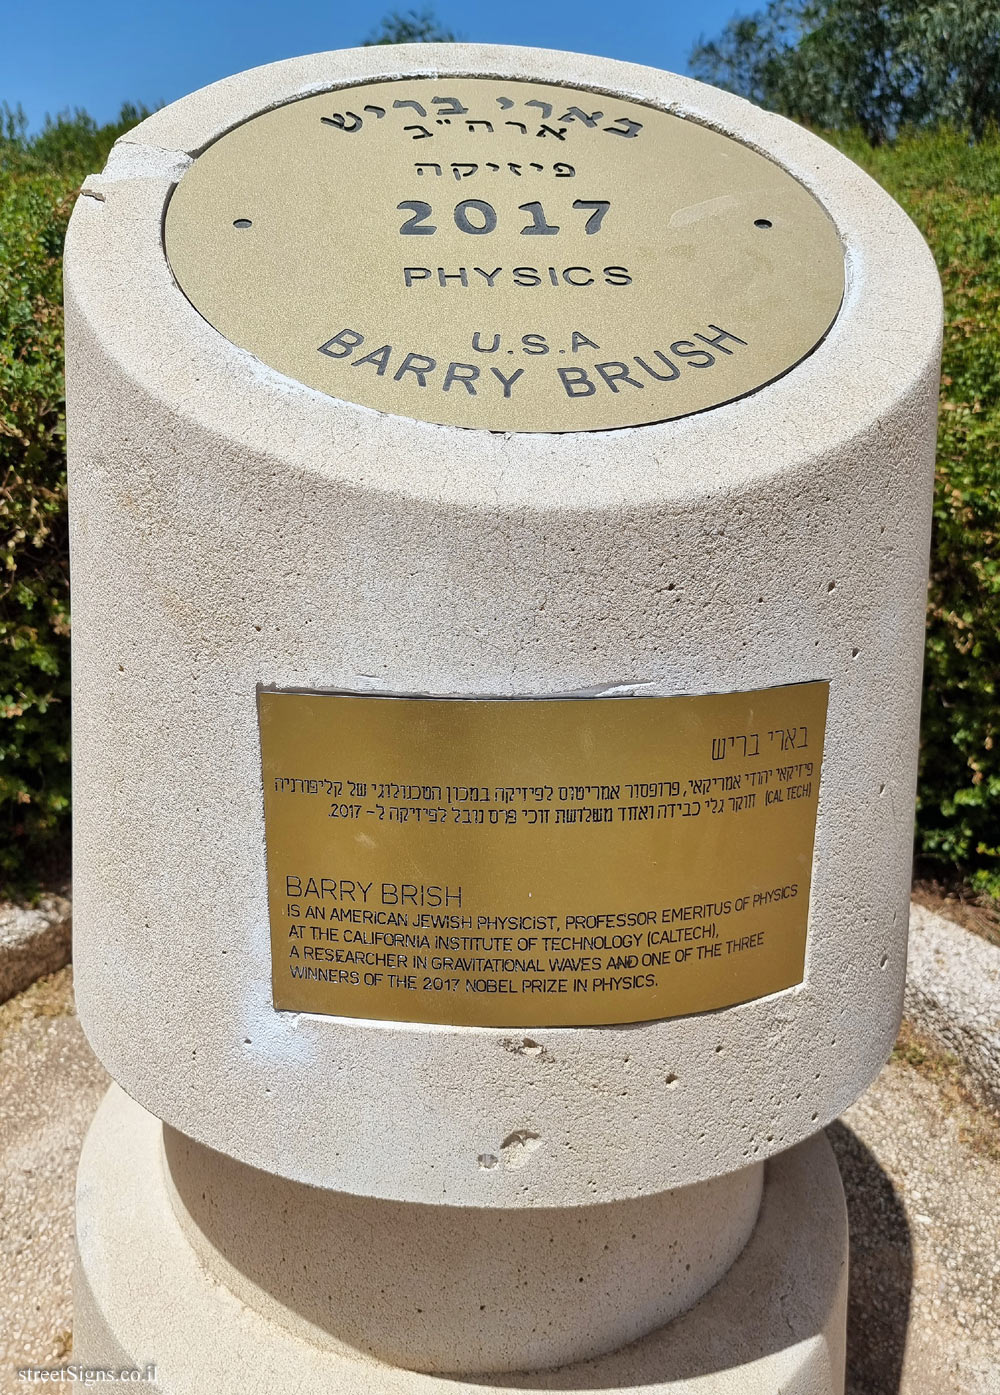 בארי בריש
ארה"ב
פיזיקה
2017
PHYSICS
U.S.A
BARRY BRUSH
בארי בריש
פיזיקאי יהודי אמריקאי, פרופסור אמריטוס לפיזיקה במכון הטכנולוגי של קליפורניה
(CAL TECH) חוקר גלי כבידה ואחד משלושת זוכי פרס נובל לפיזיקה ל- 2017.
BARRY BRISH
IS AN AMERICAN JEWISH PHYSICIST, PROFESSOR EMERITUS OF PHYSICS
AT THE CALIFORNIA INSTITUTE OF TECHNOLOGY (CALTECH),
A RESEARCHER IN GRAVITATIONAL WAVES AND ONE OF THE THREE
WINNERS OF THE 2017 NOBEL PRIZE IN PHYSICS.
streetSigns.co.il